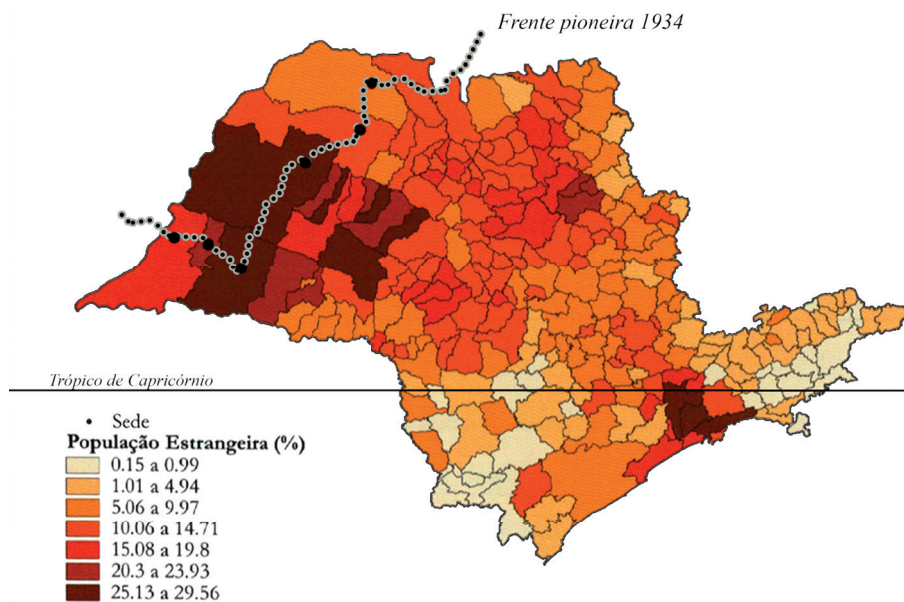 Frente pioneira 1934
Trópico de Capricórnio
Sede
População Estrangeira (%)
0.15 a 0.99
1.01 a 4.94
5.06 a 9.97
10.06 a 14.71
15.08 a 19.8
20.3 a 23.93
25.13 a 29.56